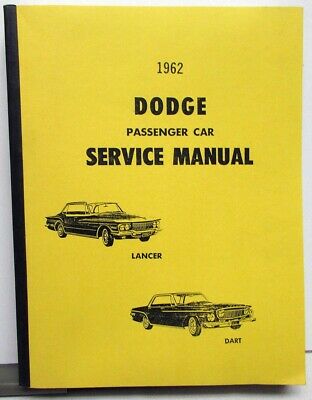 1962
DODGE
PASSENGER CAR
SERVICE MANUAL
LANCER
DART